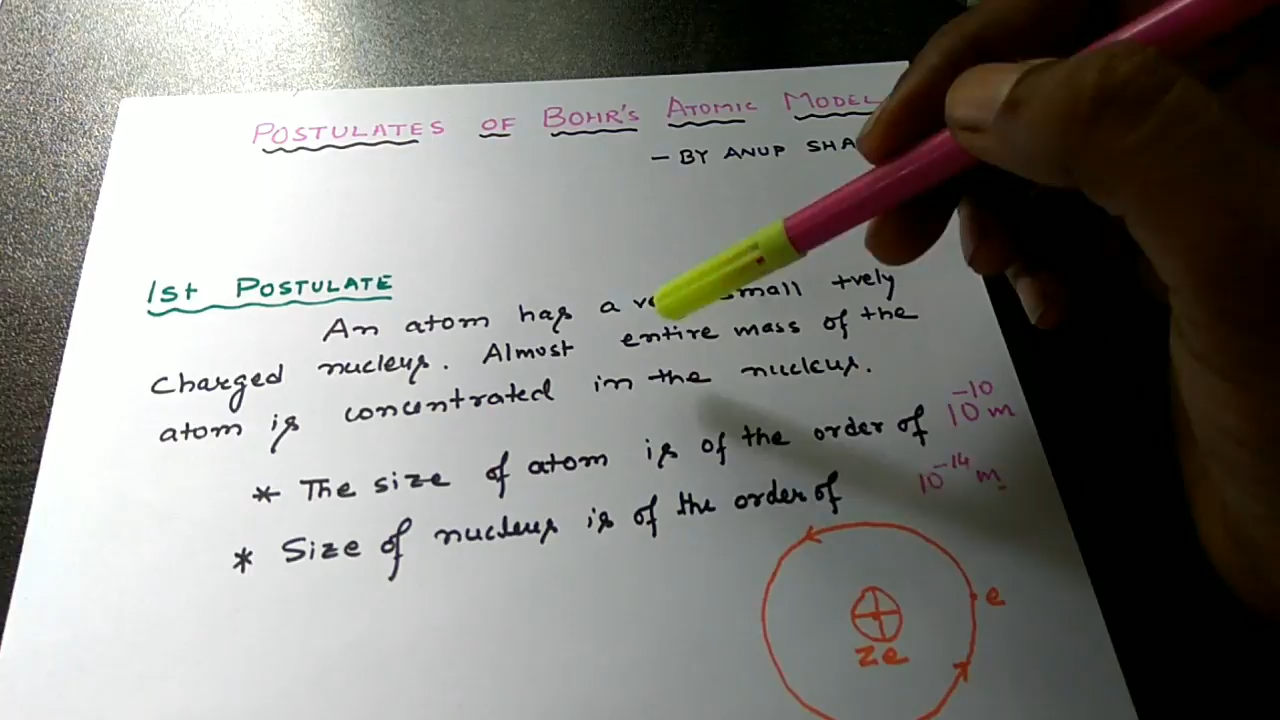 POSTULATES OF BOHR'S ATOMIC MODEL
- BY ANUP
1st POSTULATE
An atom has a small +vely
Charged nucleus. Almost entire mass of the
atom is concentrated in the nucleus.
* The size of atom is of the order of 10⁻¹⁰ m
* Size of nucleus is of the order of 10⁻¹⁴ m
e
ze